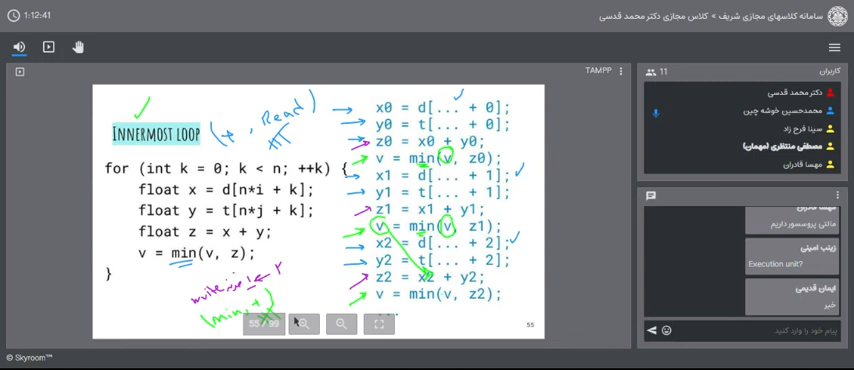 1:12:41
سامانه کلاسهای مجازی شریف > کلاس مجازی دکتر محمد قدسی
TAMPP
INNERMOST LOOP
(+, Read)
for (int k = 0; k < n; ++k) {
float x = d[n*i + k];
float y = t[n*j + k];
float z = x + y;
v = min(v, z);
}
x0 = d[... + 0];
y0 = t[... + 0];
z0 = x0 + y0;
v = min(v, z0);
x1 = d[... + 1];
y1 = t[... + 1];
z1 = x1 + y1;
v = min(v, z1);
x2 = d[... + 2];
y2 = t[... + 2];
z2 = x2 + y2;
v = min(v, z2);
...
(min, +)
55 / 99
55
کاربران
11
دکتر محمد قدسی
محمدحسین خوشه چین
سینا فرح زاد
مصطفی منتظری (مهمان)
مهسا قادران
مهسا قادران
مالتی پروسسور داریم
زینب امینی
Execution unit?
ایمان قدیمی
خیر
پیام خود را وارد کنید
© Skyroom™